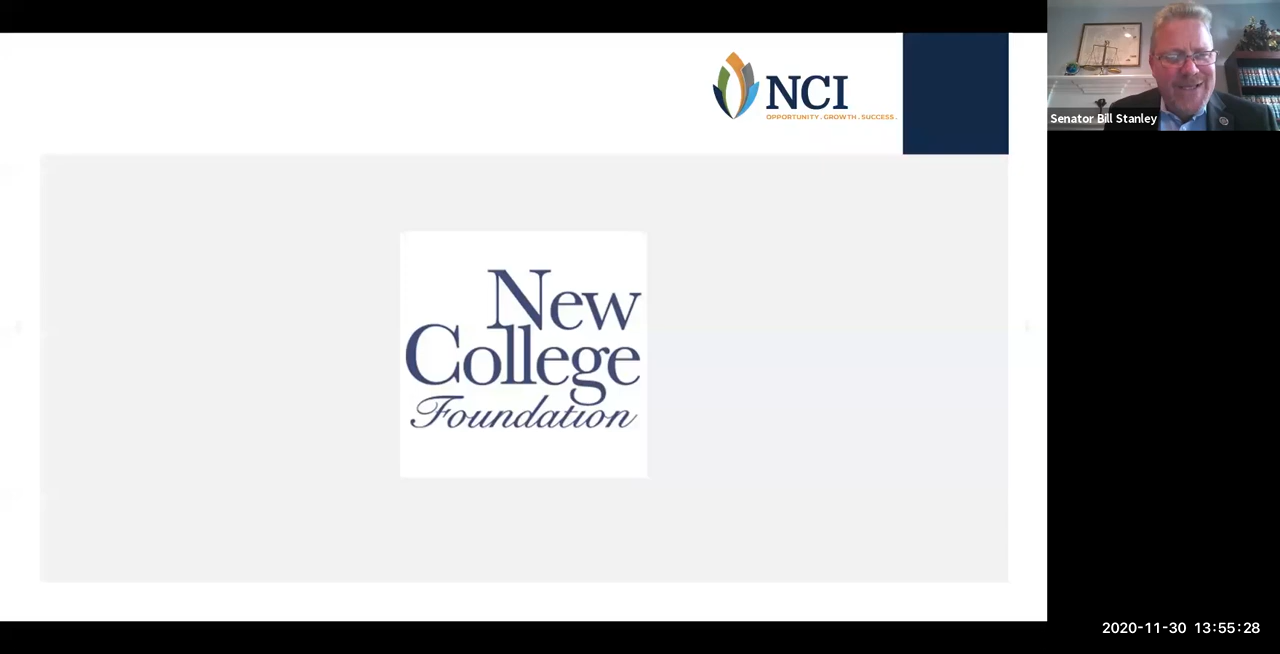 NCI
OPPORTUNITY. GROWTH. SUCCESS.
Senator Bill Stanley
New
College
Foundation
2020-11-30 13:55:28